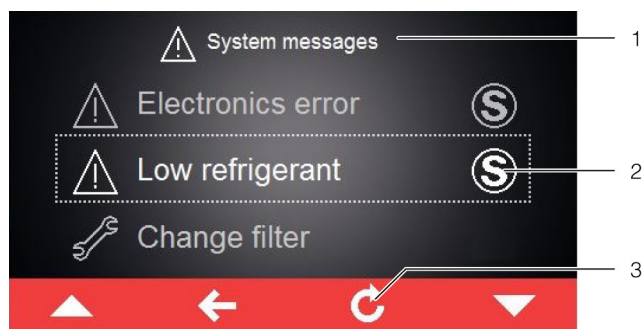 System messages
1
Electronics error S
Low refrigerant S
2
Change filter
3